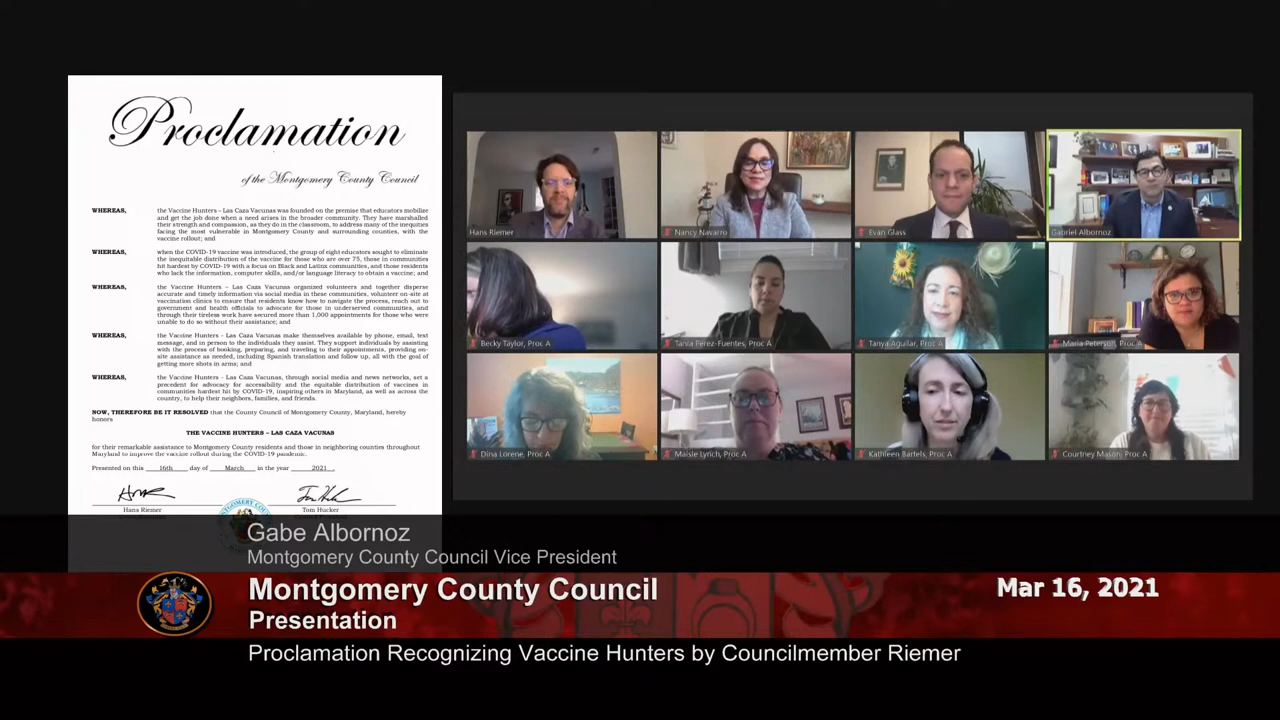 Proclamation
of the Montgomery County Council
WHEREAS, the Vaccine Hunters – Las Caza Vacunas was founded on the premise that educators mobilize
and get the job done when a need arises in the broader community. They have marshalled
their strength and compassion, as they do in the classroom, to address many of the inequities
facing the most vulnerable in Montgomery County and surrounding counties, with the
vaccine rollout; and
WHEREAS, when the COVID-19 vaccine was introduced, the group of eight educators sought to eliminate
the inequitable distribution of the vaccine for those who are over 75, those in communities
hit hardest by COVID-19 with a focus on Black and Latinx communities, and those residents
who lack the information, computer skills, and/or language literacy to obtain a vaccine; and
WHEREAS, the Vaccine Hunters – Las Caza Vacunas organized volunteers and together disperse
accurate and timely information via social media in these communities, volunteer on-site at
vaccination clinics to ensure that residents know how to navigate the process, reach out to
government and health officials to advocate for those in underserved communities, and
through their tireless work have secured more than 1,000 appointments for those who were
unable to do so without their assistance; and
WHEREAS, the Vaccine Hunters - Las Caza Vacunas make themselves available by phone, email, text
message, and in person to the individuals they assist. They support individuals by assisting
with the process of booking, preparing, and traveling to their appointments, providing on-
site assistance as needed, including Spanish translation and follow up, all with the goal of
getting more shots in arms; and
WHEREAS, the Vaccine Hunters - Las Caza Vacunas, through social media and news networks, set a
precedent for advocacy for accessibility and the equitable distribution of vaccines in
communities hardest hit by COVID-19, inspiring others in Maryland, as well as across the
country, to help their neighbors, families, and friends.
NOW, THEREFORE BE IT RESOLVED that the County Council of Montgomery County, Maryland, hereby
honors
THE VACCINE HUNTERS – LAS CAZA VACUNAS
for their remarkable assistance to Montgomery County residents and those in neighboring counties throughout
Maryland to improve the vaccine rollout during the COVID-19 pandemic.
Presented on this 16th day of March in the year 2021.
Hans Riemer Tom Hucker
Hans Riemer
Nancy Navarro
Evan Glass
Gabriel Albornoz
Becky Taylor, Proc A
Tania Perez-Fuentes, Proc A
Tanya Aguilar, Proc A
Maria Peterson, Proc A
Dina Lorene, Proc A
Maisie Lyrich, Proc A
Kathleen Bartels, Proc A
Courtney Mason, Proc A
Gabe Albornoz
Montgomery County Council Vice President
Montgomery County Council
Mar 16, 2021
Presentation
Proclamation Recognizing Vaccine Hunters by Councilmember Riemer